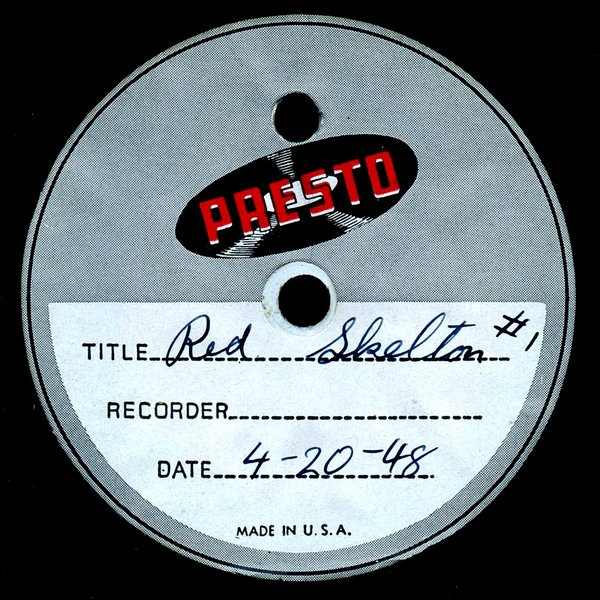 PRESTO
TITLE Red Skelton #1
RECORDER
DATE 4-20-48
MADE IN U.S.A.